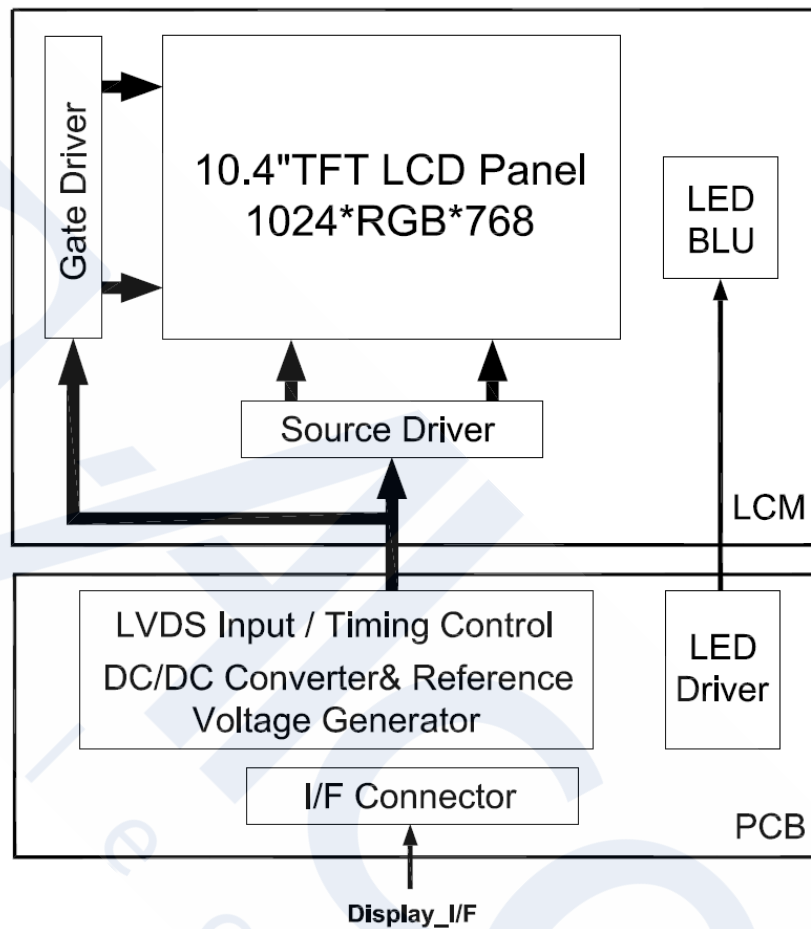 Gate Driver
10.4"TFT LCD Panel
1024*RGB*768
LED
BLU
Source Driver
LCM
LVDS Input / Timing Control
DC/DC Converter& Reference
Voltage Generator
LED
Driver
I/F Connector
PCB
Display_I/F